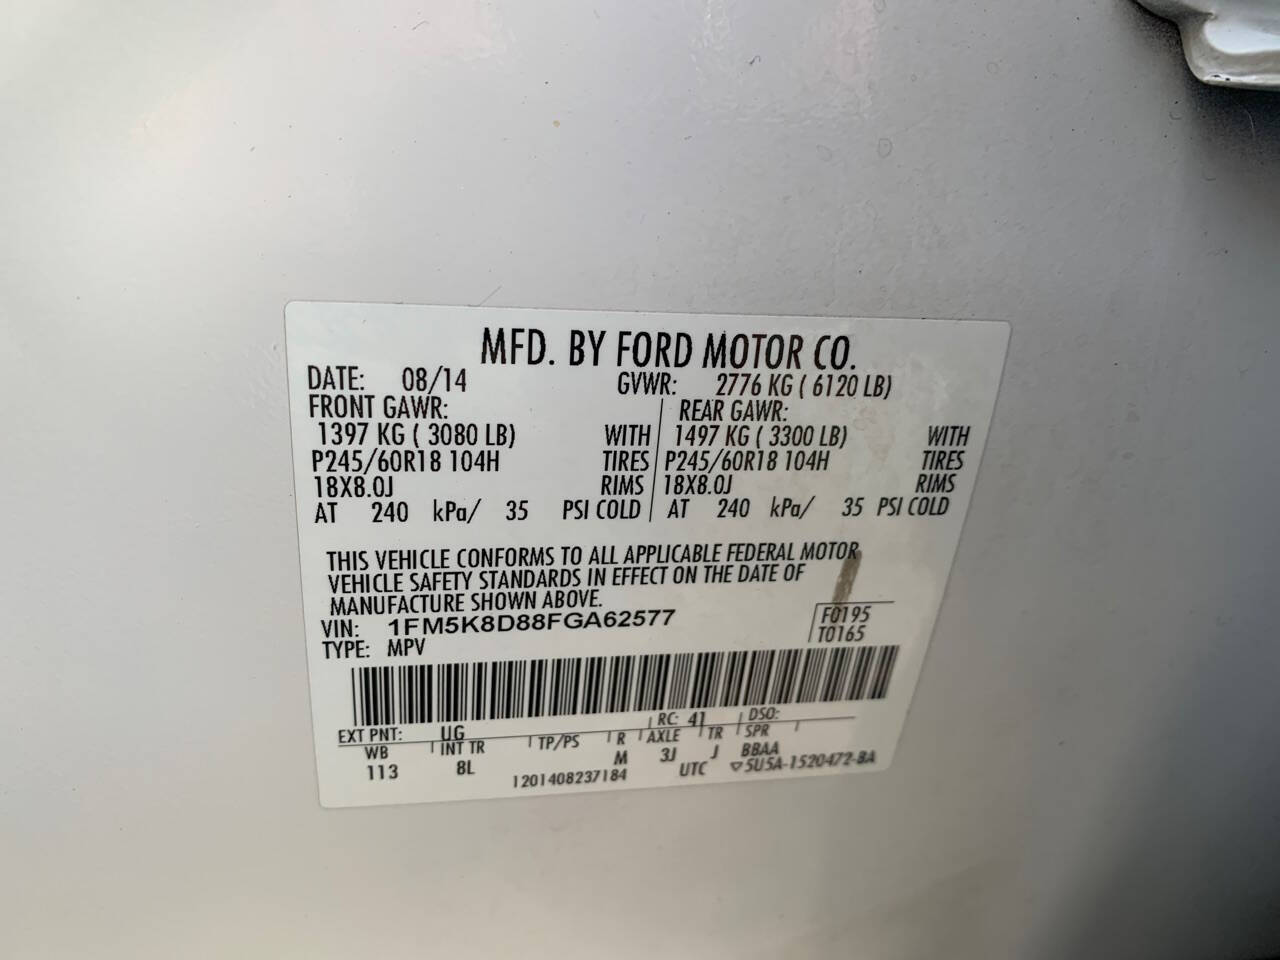 MFD. BY FORD MOTOR CO.
DATE: 08/14 GVWR: 2776 KG ( 6120 LB)
FRONT GAWR: REAR GAWR:
1397 KG ( 3080 LB) WITH 1497 KG ( 3300 LB) WITH
P245/60R18 104H TIRES P245/60R18 104H TIRES
18X8.0J RIMS 18X8.0J RIMS
AT 240 kPa/ 35 PSI COLD AT 240 kPa/ 35 PSI COLD
THIS VEHICLE CONFORMS TO ALL APPLICABLE FEDERAL MOTOR
VEHICLE SAFETY STANDARDS IN EFFECT ON THE DATE OF
MANUFACTURE SHOWN ABOVE.
VIN: 1FM5K8D88FGA62577 F0195
TYPE: MPV T0165
EXT PNT: UG RC: 41 DSO:
WB INT TR TP/PS R AXLE TR SPR
113 8L M 3J J BBAA
1201408237184 UTC ▽5U5A-1520472-BA